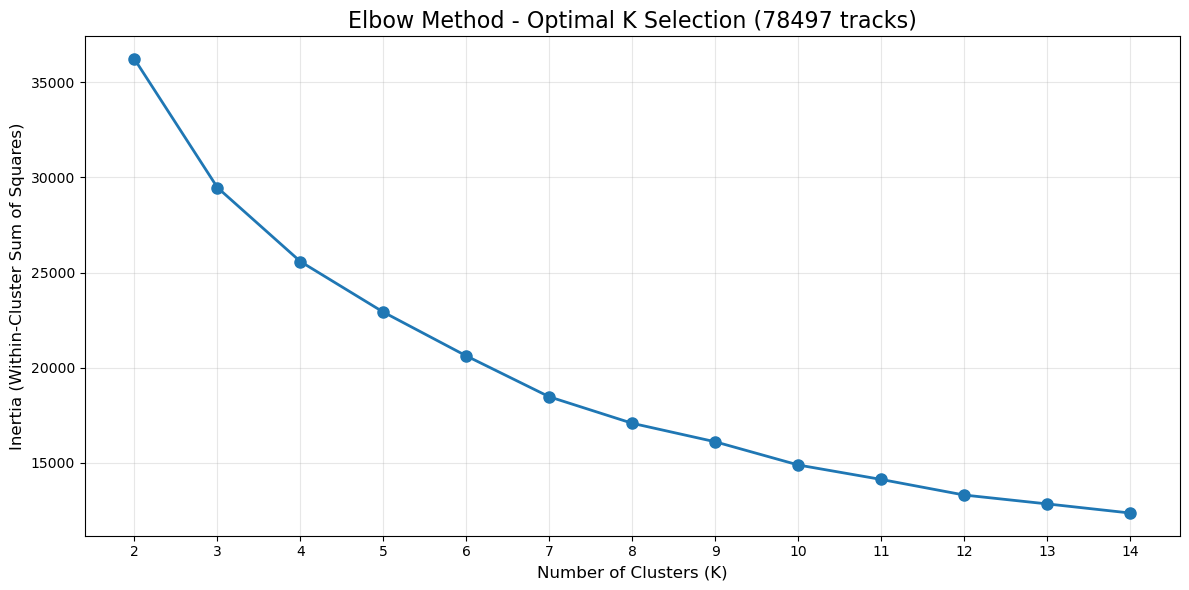 Elbow Method - Optimal K Selection (78497 tracks)
Inertia (Within-Cluster Sum of Squares)
35000
30000
25000
20000
15000
2 3 4 5 6 7 8 9 10 11 12 13 14
Number of Clusters (K)